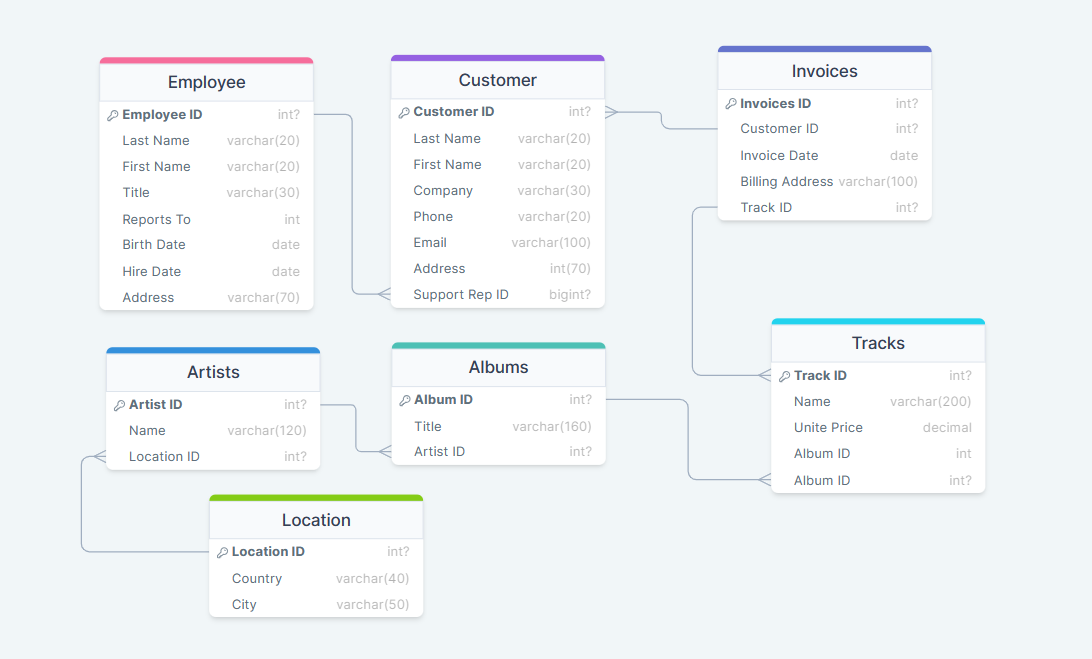 Employee
Employee ID int?
Last Name varchar(20)
First Name varchar(20)
Title varchar(30)
Reports To int
Birth Date date
Hire Date date
Address varchar(70)
Customer
Customer ID int?
Last Name varchar(20)
First Name varchar(20)
Company varchar(30)
Phone varchar(20)
Email varchar(100)
Address int(70)
Support Rep ID bigint?
Invoices
Invoices ID int?
Customer ID int?
Invoice Date date
Billing Address varchar(100)
Track ID int?
Artists
Artist ID int?
Name varchar(120)
Location ID int?
Albums
Album ID int?
Title varchar(160)
Artist ID int?
Tracks
Track ID int?
Name varchar(200)
Unite Price decimal
Album ID int
Album ID int?
Location
Location ID int?
Country varchar(40)
City varchar(50)